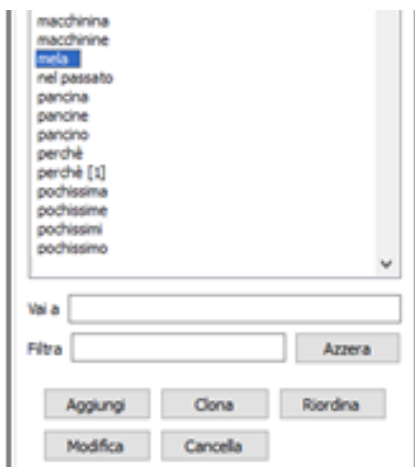 macchinina
macchinine
mela
nel passato
pancina
pancine
pancino
perchè
perchè [1]
pochissima
pochissime
pochissimi
pochissimo
Vai a
Filtra Azzera
Aggiungi Clona Riordina
Modifica Cancella